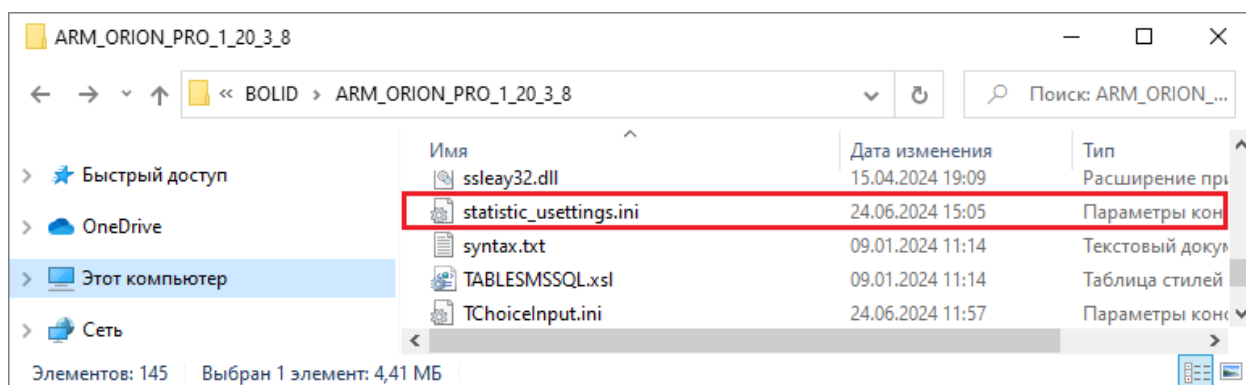 ARM_ORION_PRO_1_20_3_8
« BOLID › ARM_ORION_PRO_1_20_3_8 Поиск: ARM_ORION_...
Имя Дата изменения Тип
Быстрый доступ
OneDrive
Этот компьютер
Сеть
ssleay32.dll 15.04.2024 19:09 Расширение при
statistic_usettings.ini 24.06.2024 15:05 Параметры кон
syntax.txt 09.01.2024 11:14 Текстовый докум
TABLESMSSQL.xsl 09.01.2024 11:14 Таблица стилей
TChoiceInput.ini 24.06.2024 11:57 Параметры конс
Элементов: 145 Выбран 1 элемент: 4,41 МБ